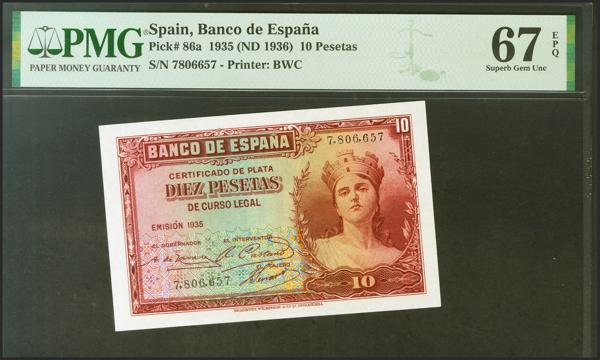 PMG
PAPER MONEY GUARANTY
Spain, Banco de España
Pick# 86a 1935 (ND 1936) 10 Pesetas
S/N 7806657 - Printer: BWC
67
EPQ
Superb Gem Unc
10
BANCO DE ESPAÑA
7.806.657
CERTIFICADO DE PLATA
DIEZ PESETAS
DE CURSO LEGAL
EMISIÓN 1935
EL GOBERNADOR
EL INTERVENTOR
EL CAJERO
7.806.657
10